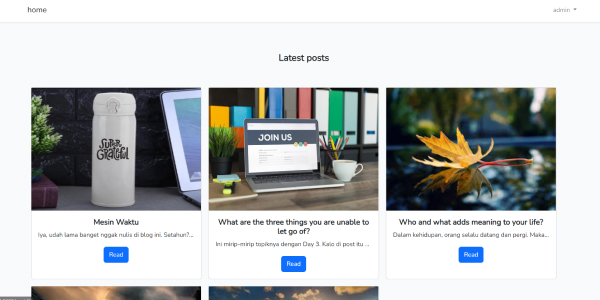 home
admin
Latest posts
Super
Grateful
JOIN US
Mesin Waktu
Iya, udah lama banget nggak nulis di blog ini. Setahun?...
Read
What are the three things you are unable to
let go of?
Ini mirip-mirip topiknya dengan Day 3. Kalo di post itu ...
Read
Who and what adds meaning to your life?
Dalam kehidupan, orang selalu datang dan pergi. Maka...
Read